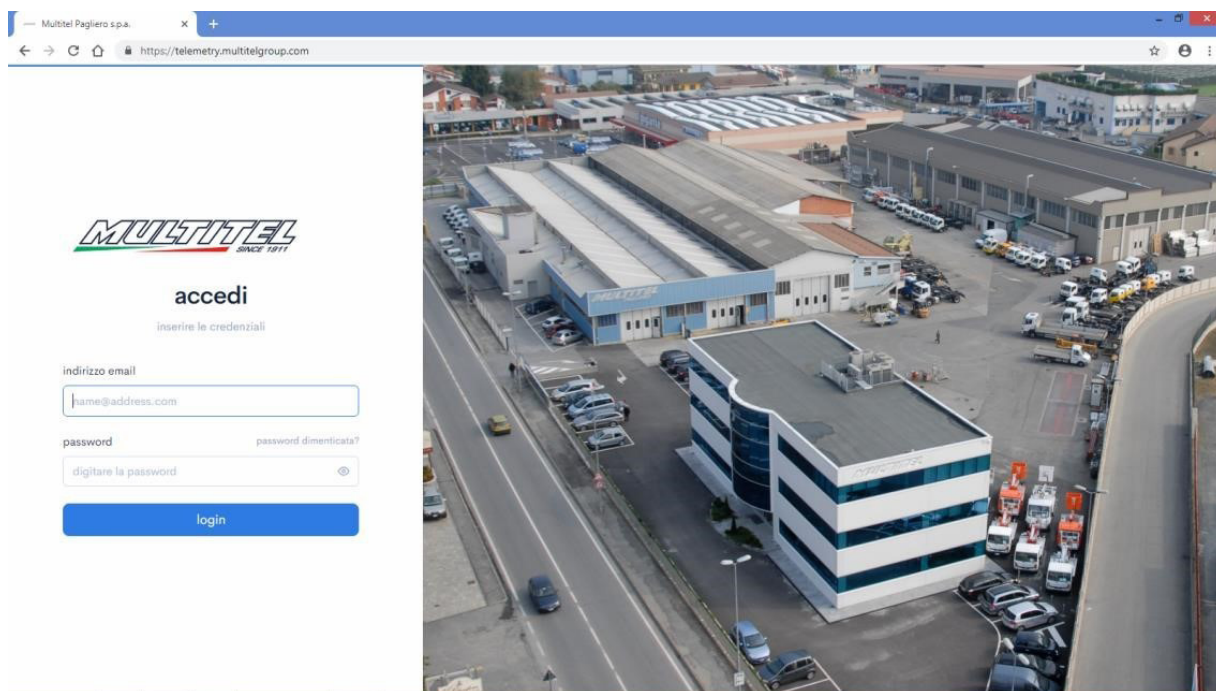 Multitel Pagliero s.p.a.
https://telemetry.multitelgroup.com
MULTITEL
SINCE 1911
accedi
inserire le credenziali
indirizzo email
name@address.com
password
password dimenticata?
digitare la password
login
MULTITEL
MULTITEL